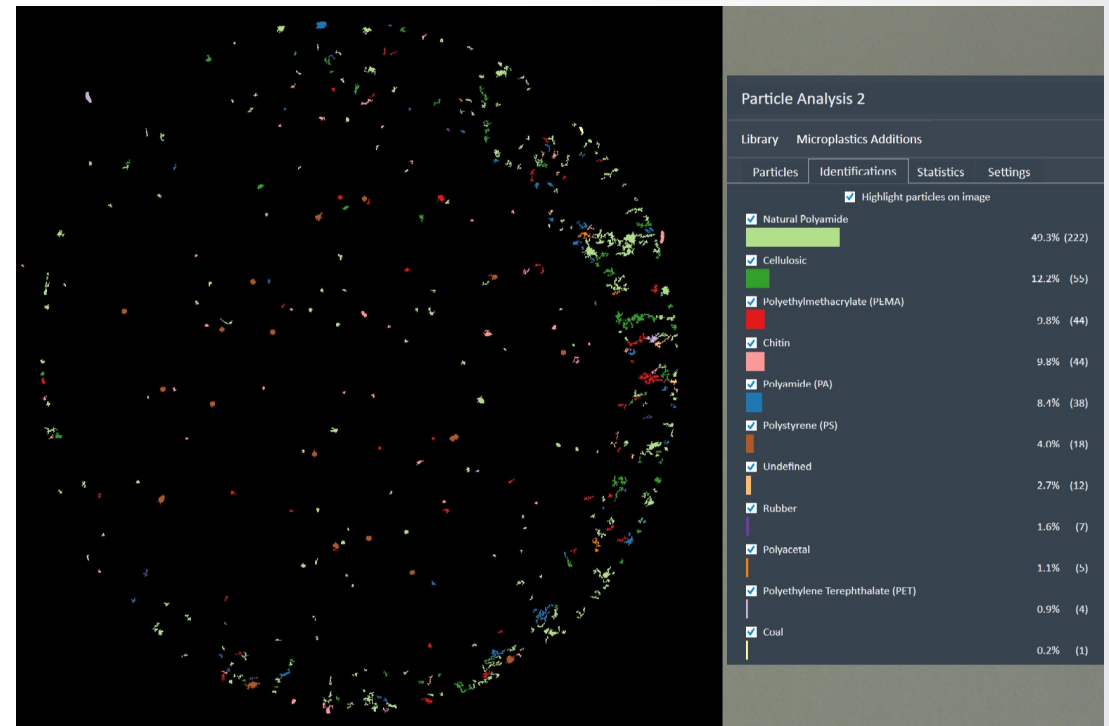 Particle Analysis 2
Library Microplastics Additions
Particles Identifications Statistics Settings
Highlight particles on image
Natural Polyamide
49.3% (222)
Cellulosic
12.2% (55)
Polyethylmethacrylate (PEMA)
9.8% (44)
Chitin
9.8% (44)
Polyamide (PA)
8.4% (38)
Polystyrene (PS)
4.0% (18)
Undefined
2.7% (12)
Rubber
1.6% (7)
Polyacetal
1.1% (5)
Polyethylene Terephthalate (PET)
0.9% (4)
Coal
0.2% (1)